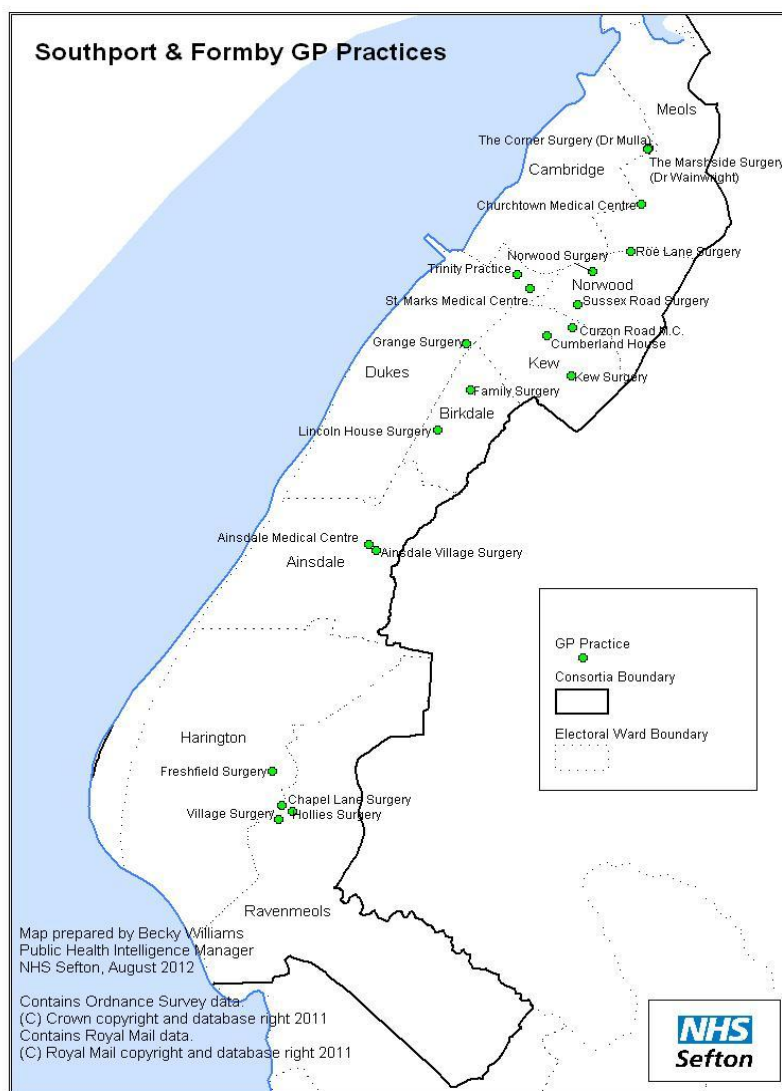 Southport & Formby GP Practices
Meols
The Corner Surgery (Dr Mulla)
The Marshside Surgery
(Dr Wainwright)
Cambridge
Churchtown Medical Centre
Norwood Surgery
Roe Lane Surgery
Trinity Practice
Norwood
St. Marks Medical Centre
Sussex Road Surgery
Curzon Road M.C.
Grange Surgery
Cumberland House
Kew
Dukes
Kew Surgery
Family Surgery
Birkdale
Lincoln House Surgery
Ainsdale Medical Centre
Ainsdale Village Surgery
Ainsdale
GP Practice
Consortia Boundary
Electoral Ward Boundary
Harington
Freshfield Surgery
Chapel Lane Surgery
Village Surgery
Hollies Surgery
Ravenmeols
Map prepared by Becky Williams
Public Health Intelligence Manager
NHS Sefton, August 2012
Contains Ordnance Survey data.
(C) Crown copyright and database right 2011
Contains Royal Mail data.
(C) Royal Mail copyright and database right 2011
NHS
Sefton